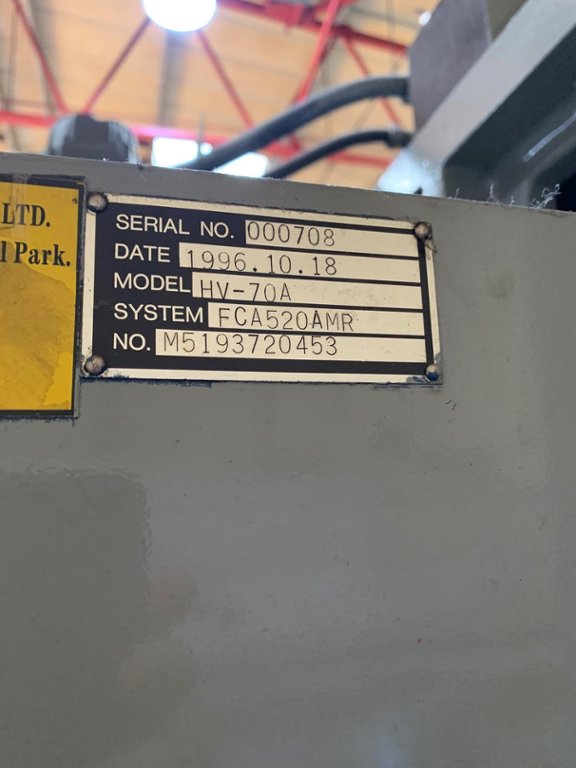 LTD.
l Park.
SERIAL NO. 000708
DATE 1996.10.18
MODEL HV-70A
SYSTEM FCA520AMR
NO. M5193720453